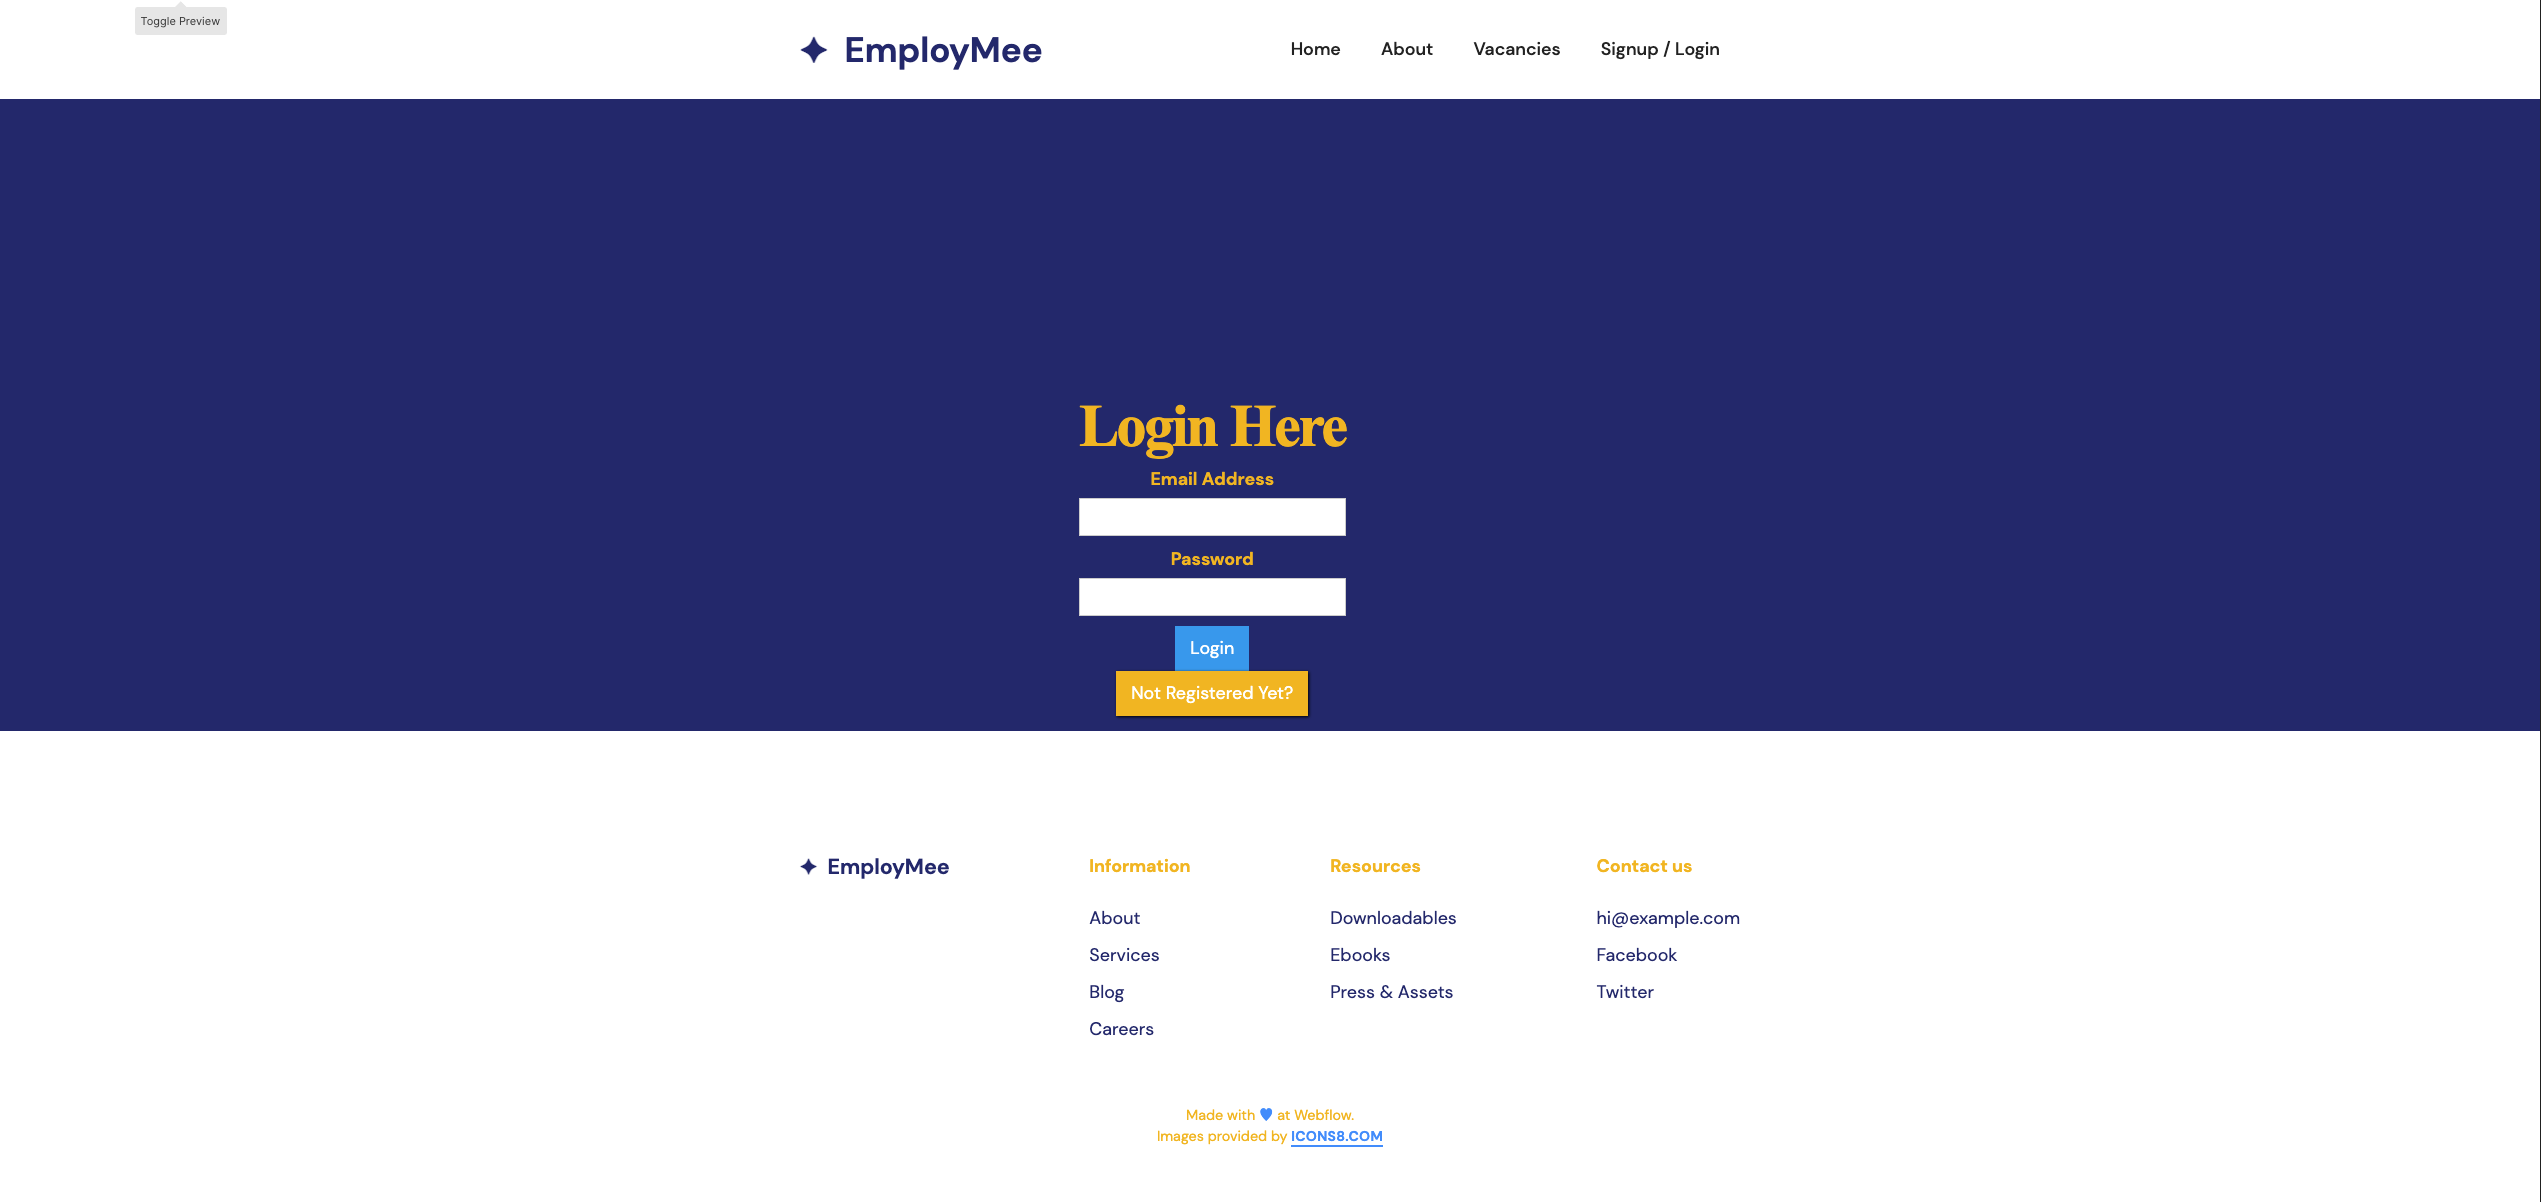 Toggle Preview
EmployMee
Home About Vacancies Signup / Login
Login Here
Email Address
Password
Login
Not Registered Yet?
EmployMee
Information
About
Services
Blog
Careers
Resources
Downloadables
Ebooks
Press & Assets
Contact us
hi@example.com
Facebook
Twitter
Made with 💙 at Webflow.
Images provided by ICONS8.COM